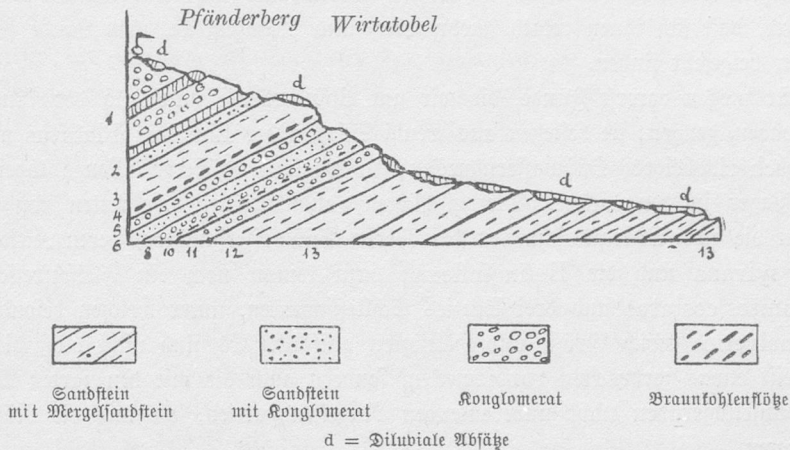 Pfänderberg Wirtatobel
d
d
d
d
1
2
3
4
5
6
8 10 11 12 13 13
Sandstein
mit Mergelsandstein
Sandstein
mit Konglomerat
Konglomerat
Braunkohlenflötze
d = Diluviale Absätze